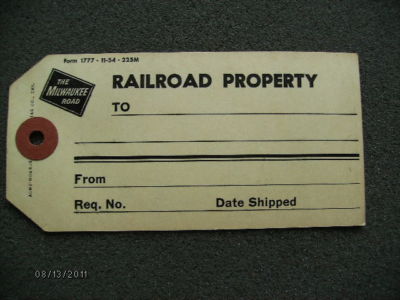 Form 1777 - 11-54 - 225M
THE
MILWAUKEE
ROAD
RAILROAD PROPERTY
TO
From
Req. No. Date Shipped
08/13/2011